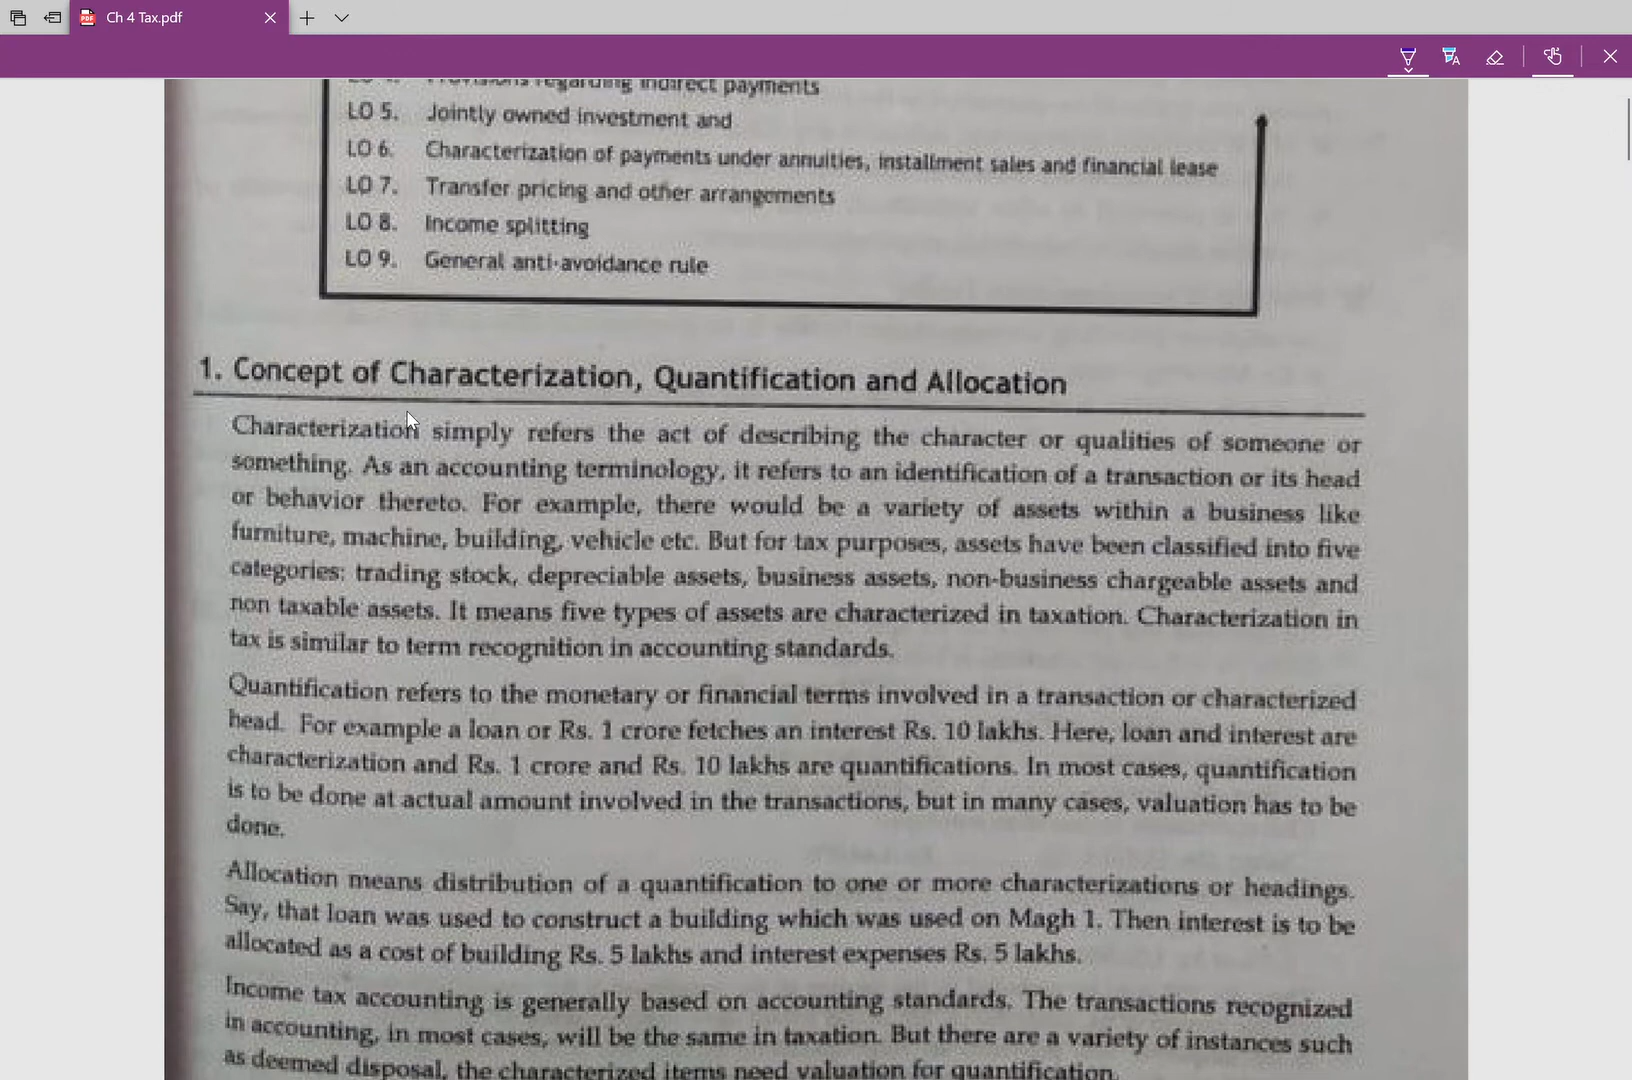 Ch 4 Tax.pdf
Provisions regarding indirect payments
LO 5. Jointly owned investment and
LO 6. Characterization of payments under annuities, installment sales and financial lease
LO 7. Transfer pricing and other arrangements
LO 8. Income splitting
LO 9. General anti-avoidance rule
1. Concept of Characterization, Quantification and Allocation
Characterization simply refers the act of describing the character or qualities of someone or
something. As an accounting terminology, it refers to an identification of a transaction or its head
or behavior thereto. For example, there would be a variety of assets within a business like
furniture, machine, building, vehicle etc. But for tax purposes, assets have been classified into five
categories: trading stock, depreciable assets, business assets, non-business chargeable assets and
non taxable assets. It means five types of assets are characterized in taxation. Characterization in
tax is similar to term recognition in accounting standards.
Quantification refers to the monetary or financial terms involved in a transaction or characterized
head. For example a loan or Rs. 1 crore fetches an interest Rs. 10 lakhs. Here, loan and interest are
characterization and Rs. 1 crore and Rs. 10 lakhs are quantifications. In most cases, quantification
is to be done at actual amount involved in the transactions, but in many cases, valuation has to be
done.
Allocation means distribution of a quantification to one or more characterizations or headings.
Say, that loan was used to construct a building which was used on Magh 1. Then interest is to be
allocated as a cost of building Rs. 5 lakhs and interest expenses Rs. 5 lakhs.
Income tax accounting is generally based on accounting standards. The transactions recognized
in accounting, in most cases, will be the same in taxation. But there are a variety of instances such
as deemed disposal, the characterized items need valuation for quantification.